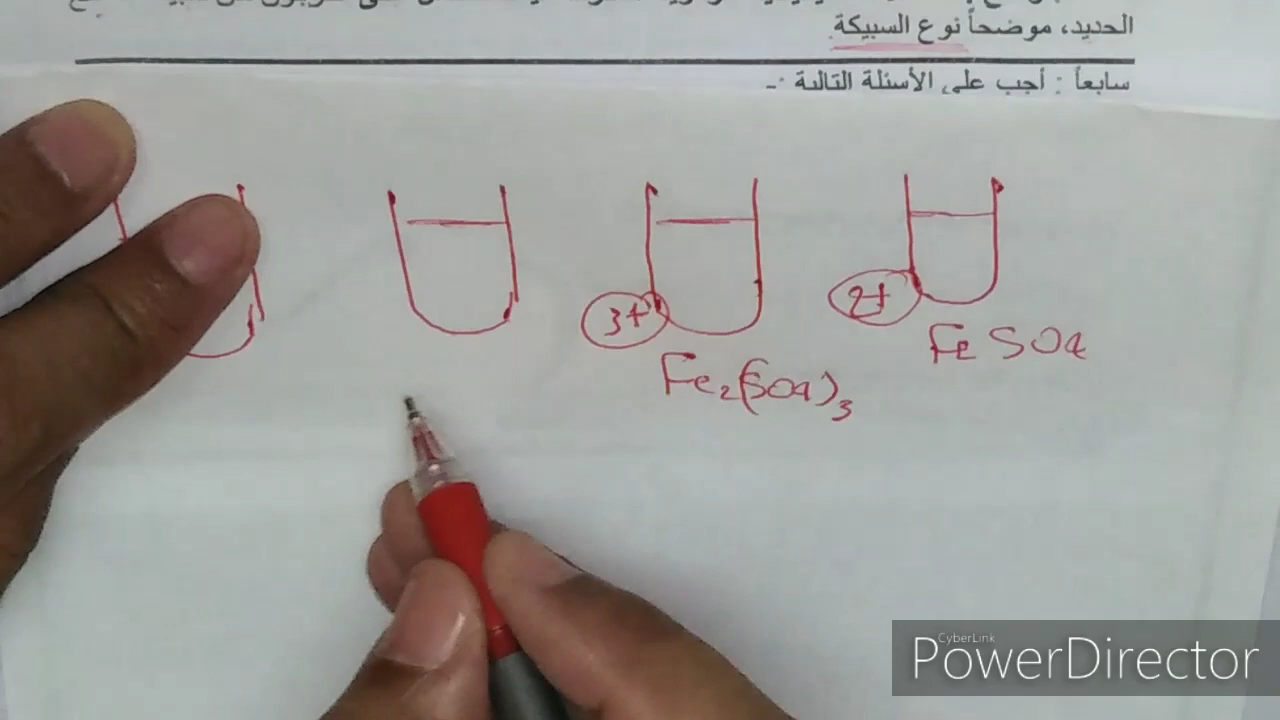 الحديد، موضحاً نوع السبيكة.
سابعاً : أجب على الأسئلة التالية :-
3+
2+
Fe₂(SO4)₃
FeSO4
CyberLink
PowerDirector